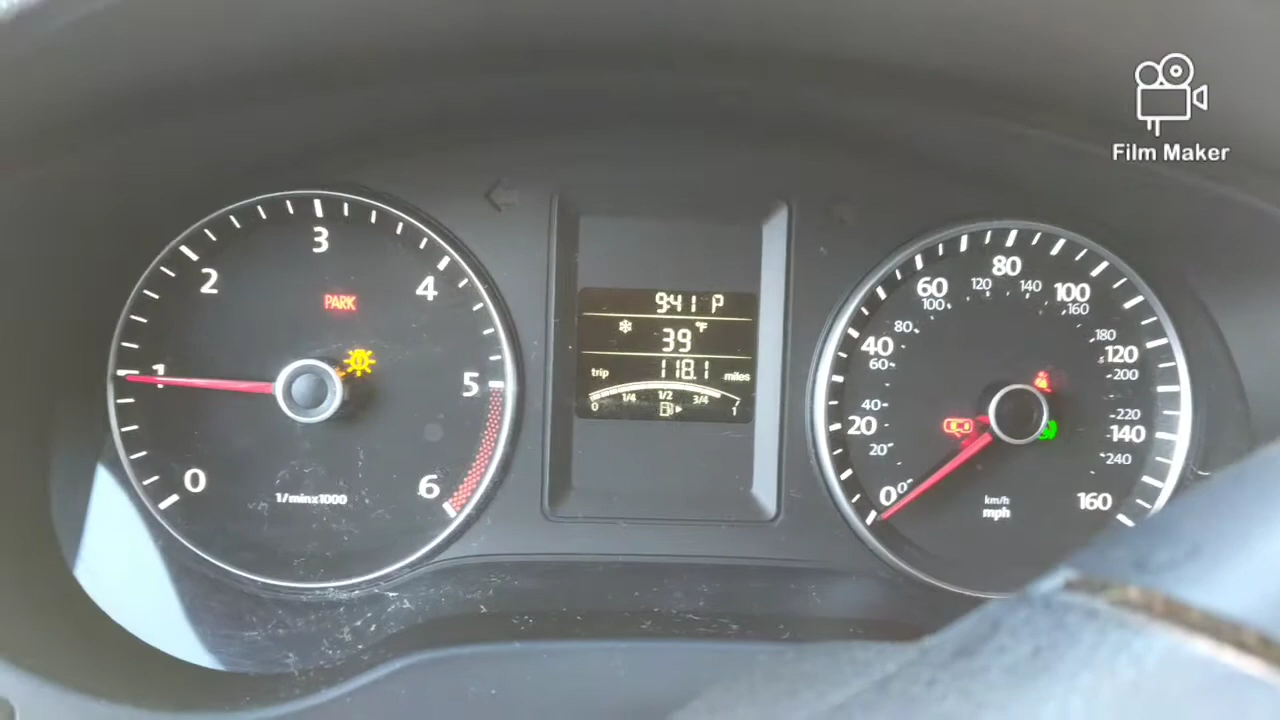 Film Maker
0
1
2
3
4
5
6
PARK
1/minx1000
9:41 P
39 °F
trip 118.1 miles
0 1/4 1/2 3/4 1
0 20 40 60 80 100 120 140 160
0 20 40 60 80 100 120 140 160 180 200 220 240
km/h
mph